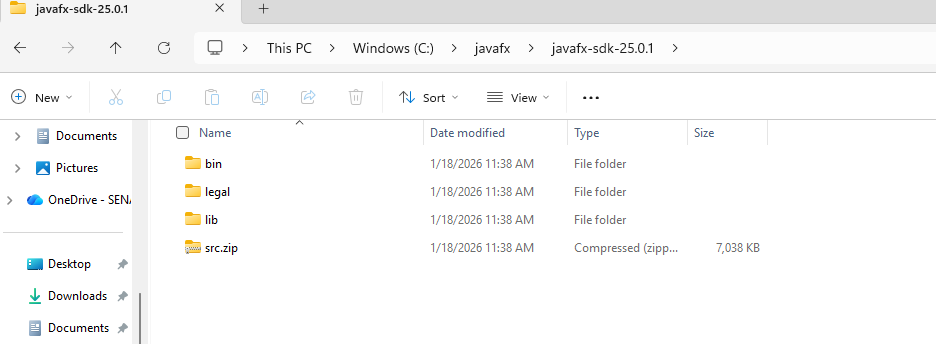 javafx-sdk-25.0.1
This PC > Windows (C:) > javafx > javafx-sdk-25.0.1 >
New Sort View ...
Name Date modified Type Size
Documents
Pictures
OneDrive - SENA
Desktop
Downloads
Documents
bin 1/18/2026 11:38 AM File folder
legal 1/18/2026 11:38 AM File folder
lib 1/18/2026 11:38 AM File folder
src.zip 1/18/2026 11:38 AM Compressed (zipp... 7,038 KB